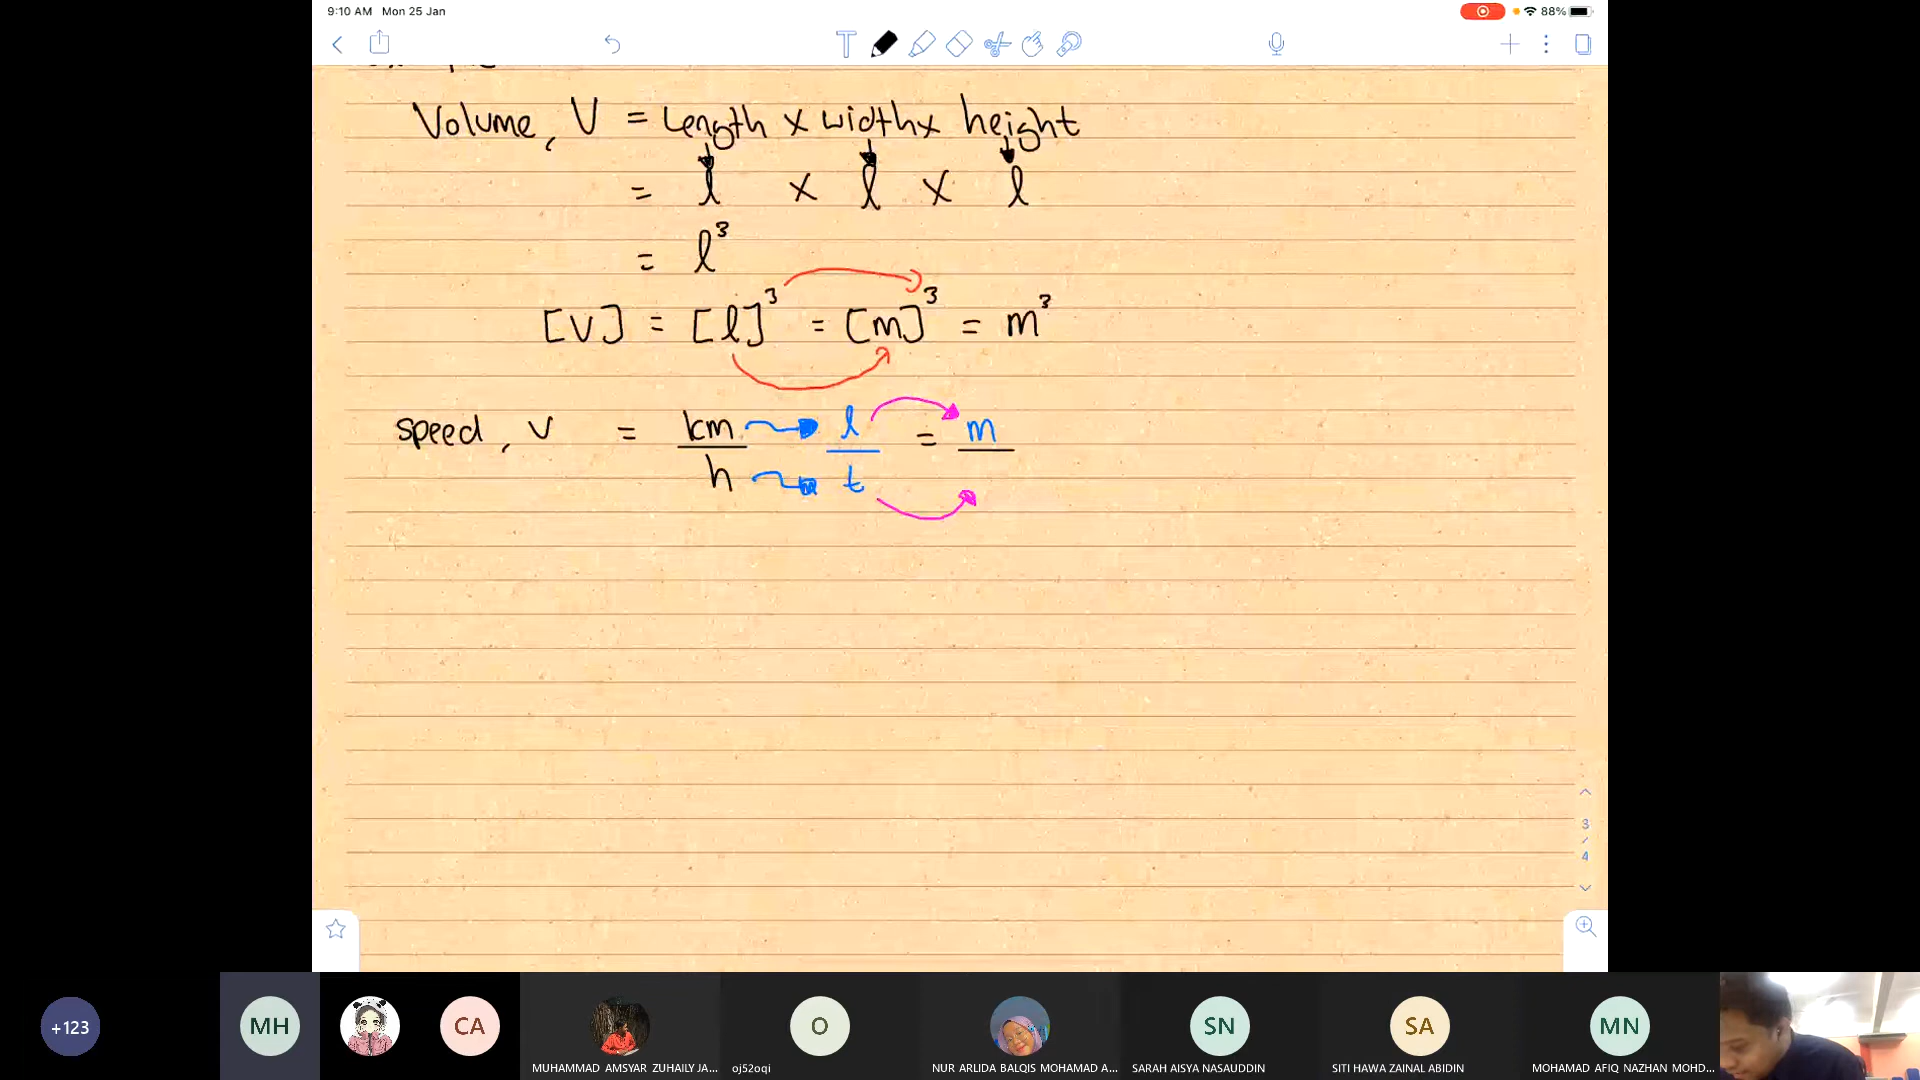 9:10 AM Mon 25 Jan
88%
Volume, V = Length x width x height
= l x l x l
= l³
[V] = [l]³ = [m]³ = m³
speed, v = km/h l/t = m
3
/
4
+123
MH
CA
O
SN
SA
MN
MUHAMMAD AMSYAR ZUHAILY JA...
oj52oqi
NUR ARLIDA BALQIS MOHAMAD A...
SARAH AISYA NASAUDDIN
SITI HAWA ZAINAL ABIDIN
MOHAMAD AFIQ NAZHAN MOHD...